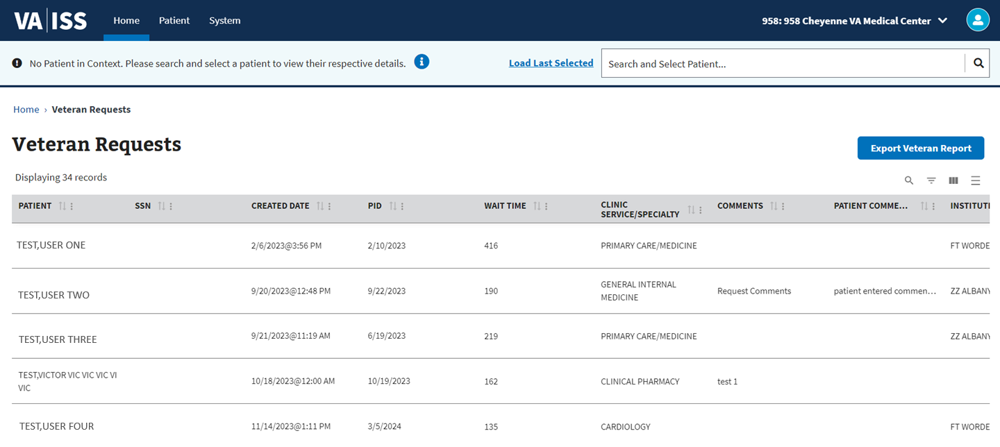 VA|ISS Home Patient System 958: 958 Cheyenne VA Medical Center
No Patient in Context. Please search and select a patient to view their respective details. Load Last Selected Search and Select Patient...
Home › Veteran Requests
Veteran Requests
Export Veteran Report
Displaying 34 records
PATIENT SSN CREATED DATE PID WAIT TIME CLINIC SERVICE/SPECIALTY COMMENTS PATIENT COMME... INSTITUTI
TEST,USER ONE 2/6/2023@3:56 PM 2/10/2023 416 PRIMARY CARE/MEDICINE FT WORDE
TEST,USER TWO 9/20/2023@12:48 PM 9/22/2023 190 GENERAL INTERNAL MEDICINE Request Comments patient entered commen... ZZ ALBANY
TEST,USER THREE 9/21/2023@11:19 AM 6/19/2023 219 PRIMARY CARE/MEDICINE ZZ ALBANY
TEST,VICTOR VIC VIC VIC VI VIC 10/18/2023@12:00 AM 10/19/2023 162 CLINICAL PHARMACY test 1
TEST,USER FOUR 11/14/2023@1:11 PM 3/5/2024 135 CARDIOLOGY FT WORDE